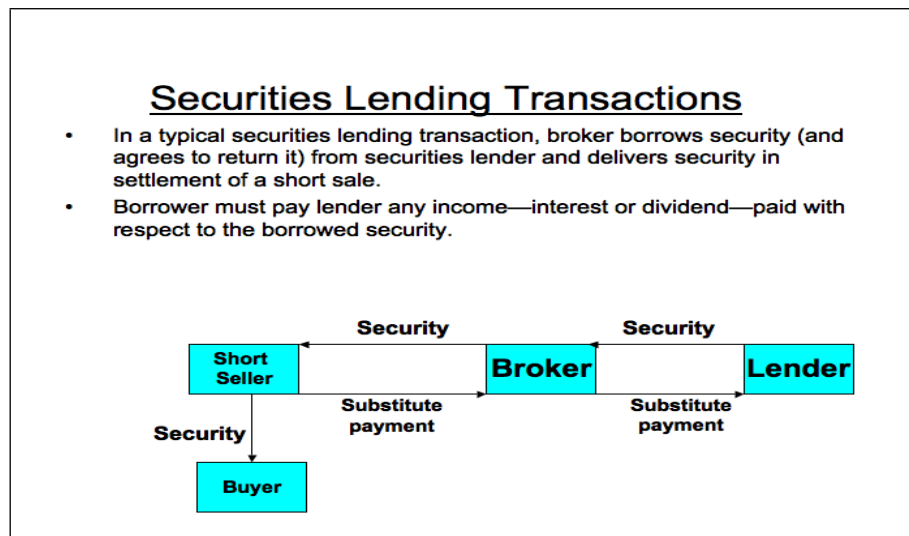 Securities Lending Transactions
• In a typical securities lending transaction, broker borrows security (and
agrees to return it) from securities lender and delivers security in
settlement of a short sale.
• Borrower must pay lender any income—interest or dividend—paid with
respect to the borrowed security.
Security
Security
Short
Seller
Broker
Lender
Substitute
payment
Substitute
payment
Security
Buyer